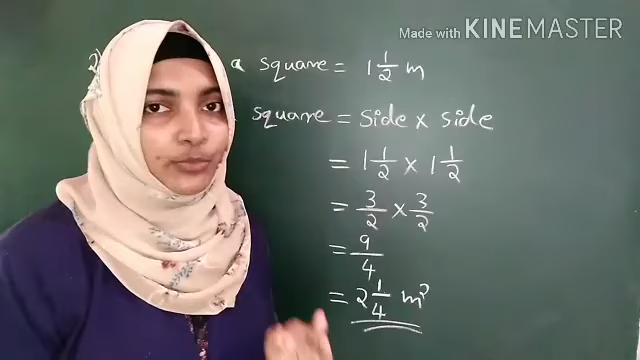 Made with KINEMASTER
2) a square = 1 1/2 m
square = side × side
= 1 1/2 × 1 1/2
= 3/2 × 3/2
= 9/4
= 2 1/4 m²